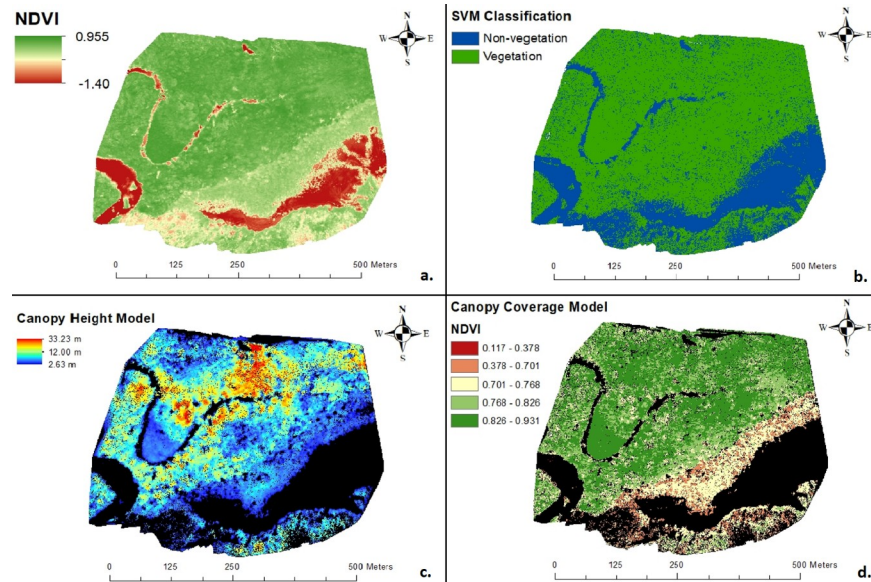 NDVI
0.955
-1.40
N
W E
S
0 125 250 500 Meters
a.
SVM Classification
Non-vegetation
Vegetation
N
W E
S
0 125 250 500 Meters
b.
Canopy Height Model
33.23 m
12.00 m
2.63 m
N
W E
S
0 125 250 500 Meters
c.
Canopy Coverage Model
NDVI
0.117 - 0.378
0.378 - 0.701
0.701 - 0.768
0.768 - 0.826
0.826 - 0.931
N
W E
S
0 125 250 500 Meters
d.